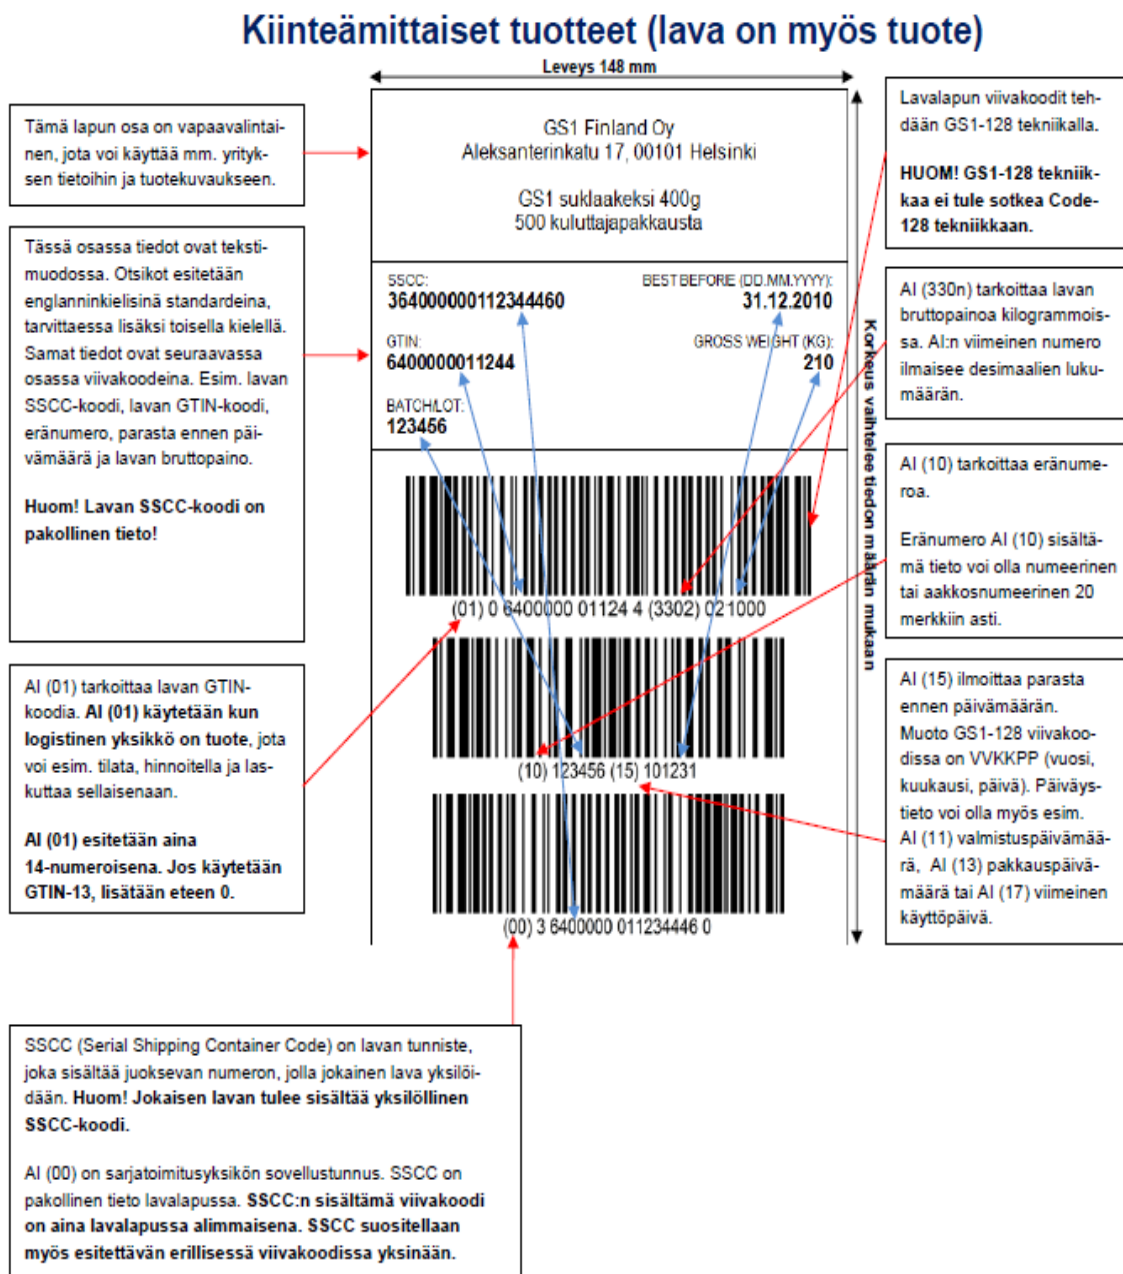 Kiinteämittaiset tuotteet (lava on myös tuote)
Leveys 148 mm
Tämä lapun osa on vapaavalintai-
nen, jota voi käyttää mm. yrityk-
sen tietoihin ja tuotekuvaukseen.
GS1 Finland Oy
Aleksanterinkatu 17, 00101 Helsinki
GS1 suklaakeksi 400g
500 kuluttajapakkausta
Lavalapun viivakoodit teh-
dään GS1-128 tekniikalla.
HUOM! GS1-128 tekniik-
kaa ei tule sotkea Code-
128 tekniikkaan.
Tässä osassa tiedot ovat teksti-
muodossa. Otsikot esitetään
englanninkielisinä standardeina,
tarvittaessa lisäksi toisella kielellä.
Samat tiedot ovat seuraavassa
osassa viivakoodeina. Esim. lavan
SSCC-koodi, lavan GTIN-koodi,
eränumero, parasta ennen päi-
vämäärä ja lavan bruttopaino.
Huom! Lavan SSCC-koodi on
pakollinen tieto!
SSCC:
364000000112344460
BEST BEFORE (DD.MM.YYYY):
31.12.2010
GTIN:
6400000011244
GROSS WEIGHT (KG):
210
BATCH/LOT:
123456
Korkeus vaihtelee tiedon määrän mukaan
AI (330n) tarkoittaa lavan
bruttopainoa kilogrammois-
sa. AI:n viimeinen numero
ilmaisee desimaalien luku-
määrän.
AI (10) tarkoittaa eränume-
roa.
Eränumero AI (10) sisältä-
mä tieto voi olla numeerinen
tai aakkosnumeerinen 20
merkkiin asti.
(01) 0 6400000 01124 4 (3302) 021000
AI (01) tarkoittaa lavan GTIN-
koodia. AI (01) käytetään kun
logistinen yksikkö on tuote, jota
voi esim. tilata, hinnoitella ja las-
kuttaa sellaisenaan.
AI (01) esitetään aina
14-numeroisena. Jos käytetään
GTIN-13, lisätään eteen 0.
(10) 123456 (15) 101231
AI (15) ilmoittaa parasta
ennen päivämäärän.
Muoto GS1-128 viivakoo-
dissa on VVKKPP (vuosi,
kuukausi, päivä). Päiväys-
tieto voi olla myös esim.
AI (11) valmistuspäivämää-
rä, AI (13) pakkauspäivä-
määrä tai AI (17) viimeinen
käyttöpäivä.
(00) 3 6400000 011234446 0
SSCC (Serial Shipping Container Code) on lavan tunniste,
joka sisältää juoksevan numeron, jolla jokainen lava yksilöi-
dään. Huom! Jokaisen lavan tulee sisältää yksilöllinen
SSCC-koodi.
AI (00) on sarjatoimitusyksikön sovellustunnus. SSCC on
pakollinen tieto lavalapussa. SSCC:n sisältämä viivakoodi
on aina lavalapussa alimmaisena. SSCC suositellaan
myös esitettävän erillisessä viivakoodissa yksinään.